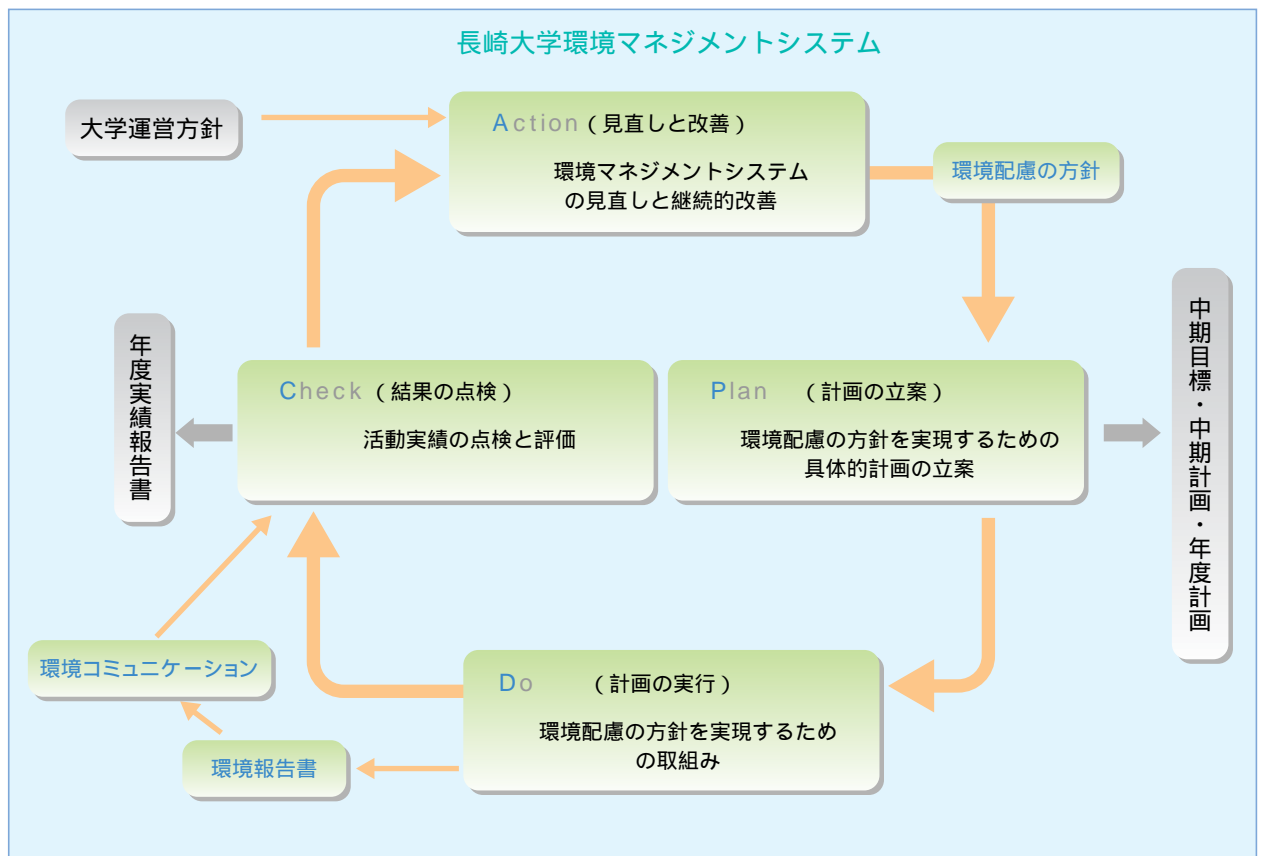 長崎大学環境マネジメントシステム
大学運営方針
Action（見直しと改善）
環境マネジメントシステム
の見直しと継続的改善
環境配慮の方針
中期目標・中期計画・年度計画
年度実績報告書
Check（結果の点検）
活動実績の点検と評価
Plan （計画の立案）
環境配慮の方針を実現するための
具体的計画の立案
環境コミュニケーション
Do （計画の実行）
環境配慮の方針を実現するため
の取組み
環境報告書